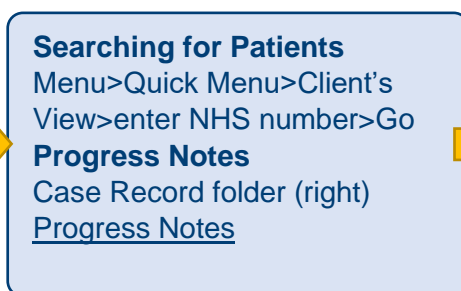 Searching for Patients
Menu>Quick Menu>Client's
View>enter NHS number>Go
Progress Notes
Case Record folder (right)
Progress Notes